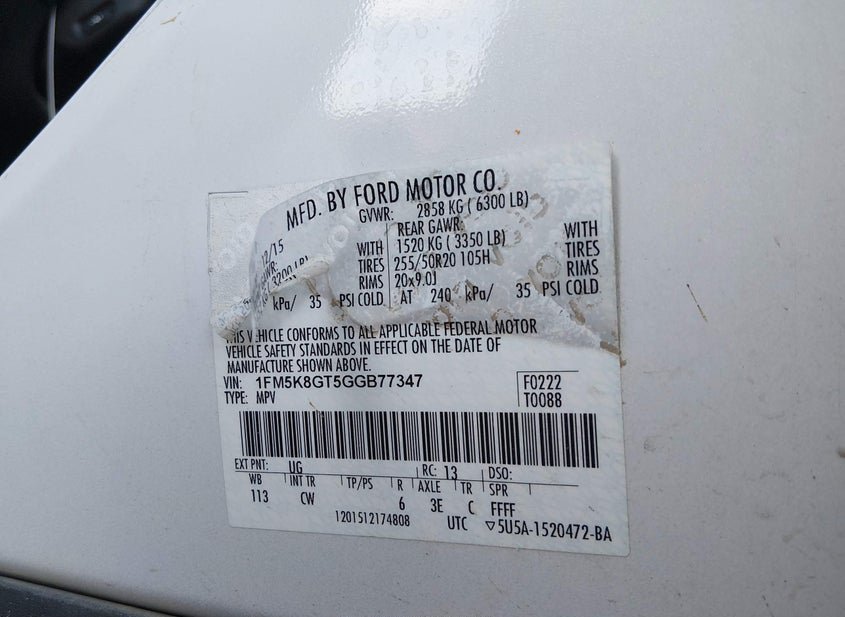 MFD. BY FORD MOTOR CO.
GVWR: 2858 KG ( 6300 LB)
2/15 REAR GAWR:
WITH 1520 KG ( 3350 LB) WITH
TIRES 255/50R20 105H TIRES
RIMS 20x9.0J RIMS
kPa/ 35 PSI COLD AT 240 kPa/ 35 PSI COLD
VEHICLE CONFORMS TO ALL APPLICABLE FEDERAL MOTOR
VEHICLE SAFETY STANDARDS IN EFFECT ON THE DATE OF
MANUFACTURE SHOWN ABOVE.
VIN: 1FM5K8GT5GGB77347 F0222
TYPE: MPV T0088
EXT PNT: UG RC: 13 DSO:
WB INT TR TP/PS R AXLE TR SPR
113 CW 6 3E C FFFF
1201512174808 UTC ▽5U5A-1520472-BA